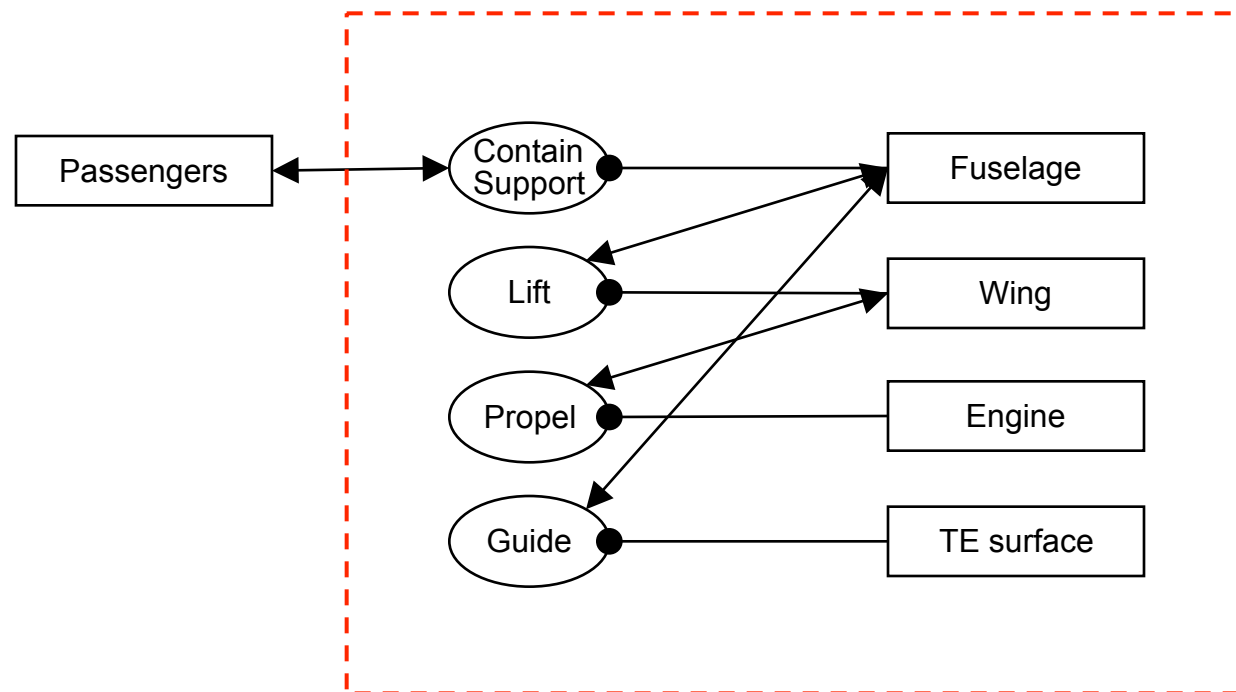 Passengers
Contain
Support
Fuselage
Lift
Wing
Propel
Engine
Guide
TE surface